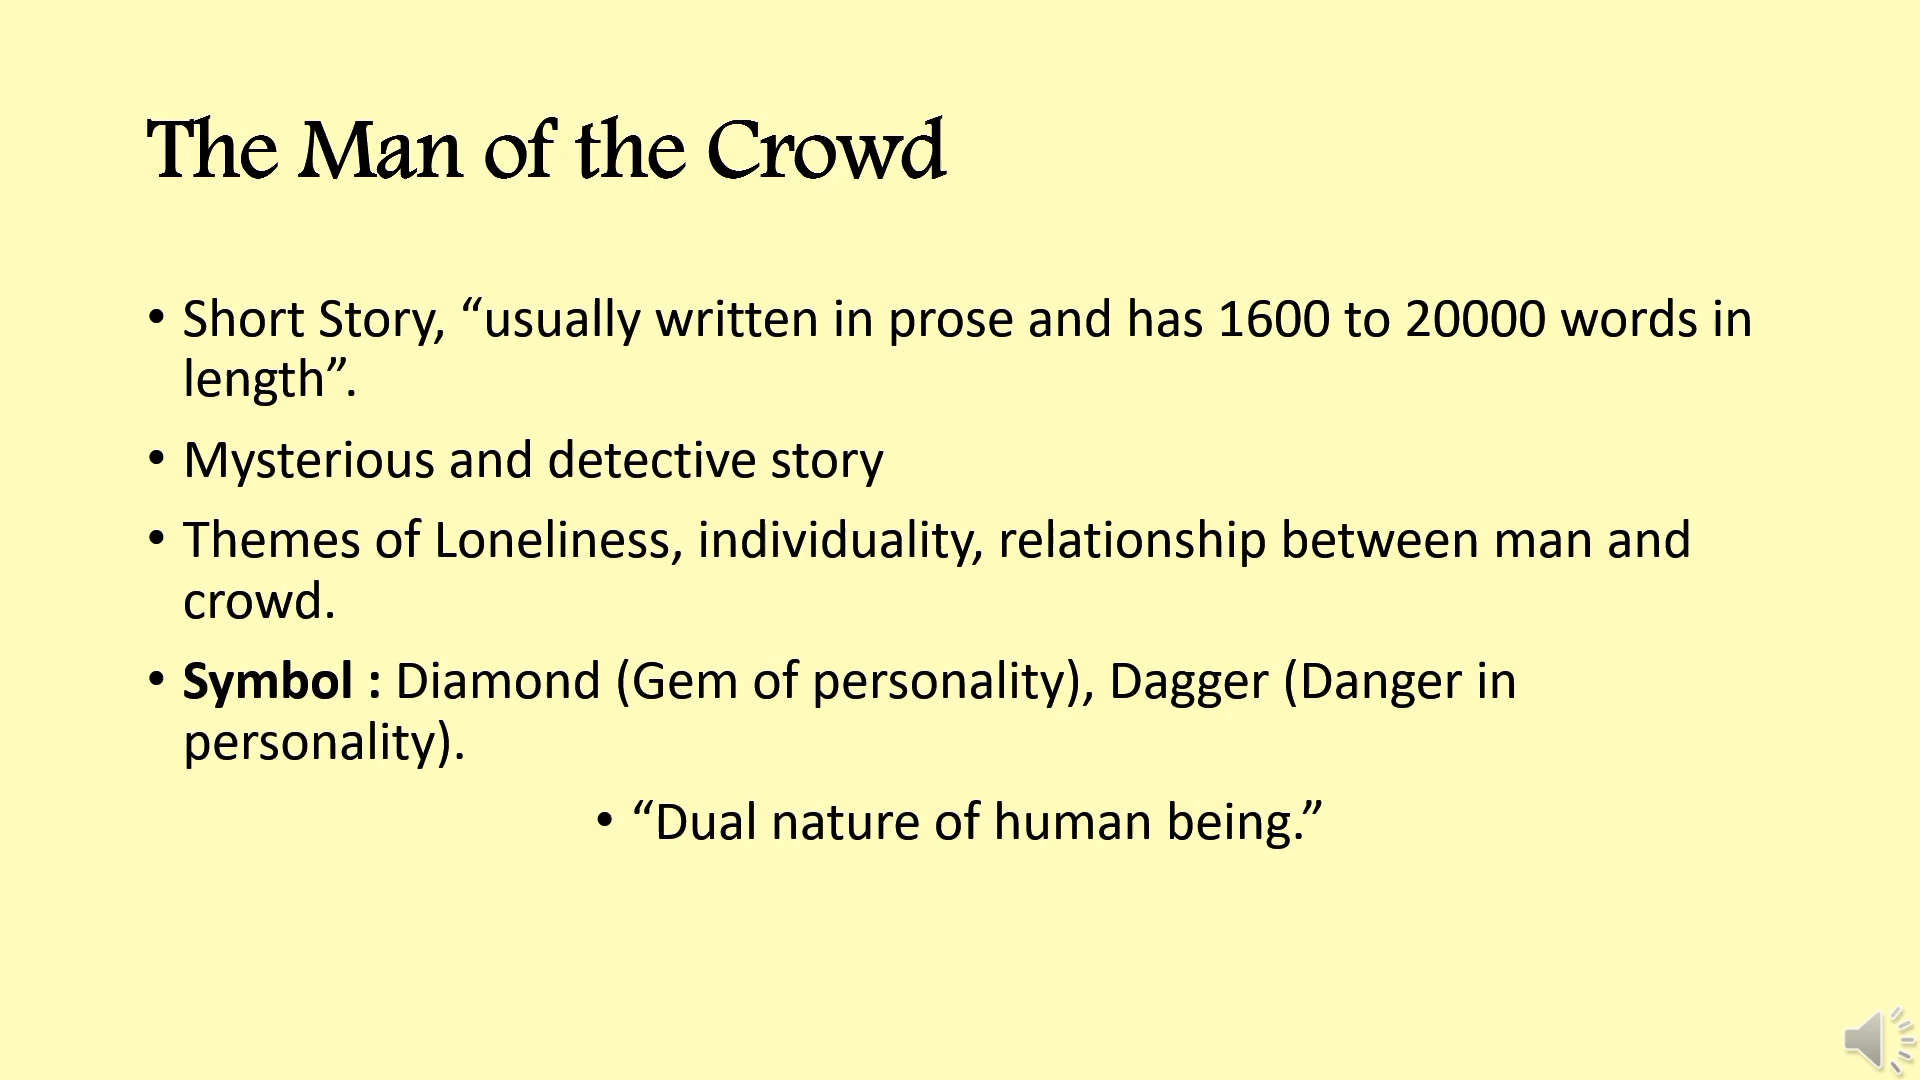 The Man of the Crowd
• Short Story, “usually written in prose and has 1600 to 20000 words in
length”.
• Mysterious and detective story
• Themes of Loneliness, individuality, relationship between man and
crowd.
• Symbol : Diamond (Gem of personality), Dagger (Danger in
personality).
• “Dual nature of human being.”